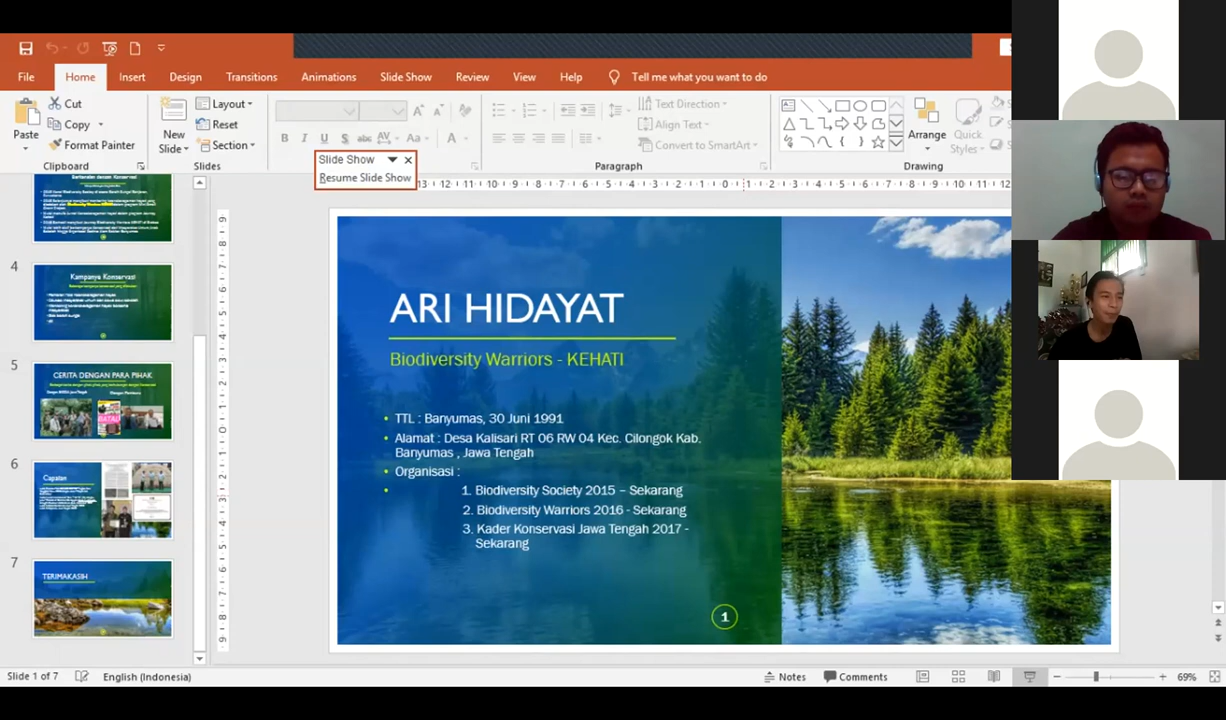 File Home Insert Design Transitions Animations Slide Show Review View Help Tell me what you want to do
Paste
Cut
Copy
Format Painter
Clipboard
New
Slide
Layout
Reset
Section
Slides
B I U S abc AV Aa A
Text Direction
Align Text
Convert to SmartArt
Paragraph
Arrange
Quick
Styles
Drawing
Slide Show
Resume Slide Show
4
Kampanye Konservasi
5
CERITA DENGAN PARA PIHAK
6
Capaian
7
TERIMAKASIH
ARI HIDAYAT
Biodiversity Warriors - KEHATI
• TTL : Banyumas, 30 Juni 1991
• Alamat : Desa Kalisari RT 06 RW 04 Kec. Cilongok Kab.
Banyumas , Jawa Tengah
• Organisasi :
• 1. Biodiversity Society 2015 – Sekarang
2. Biodiversity Warriors 2016 - Sekarang
3. Kader Konservasi Jawa Tengah 2017 -
Sekarang
1
Slide 1 of 7 English (Indonesia) Notes Comments 69%